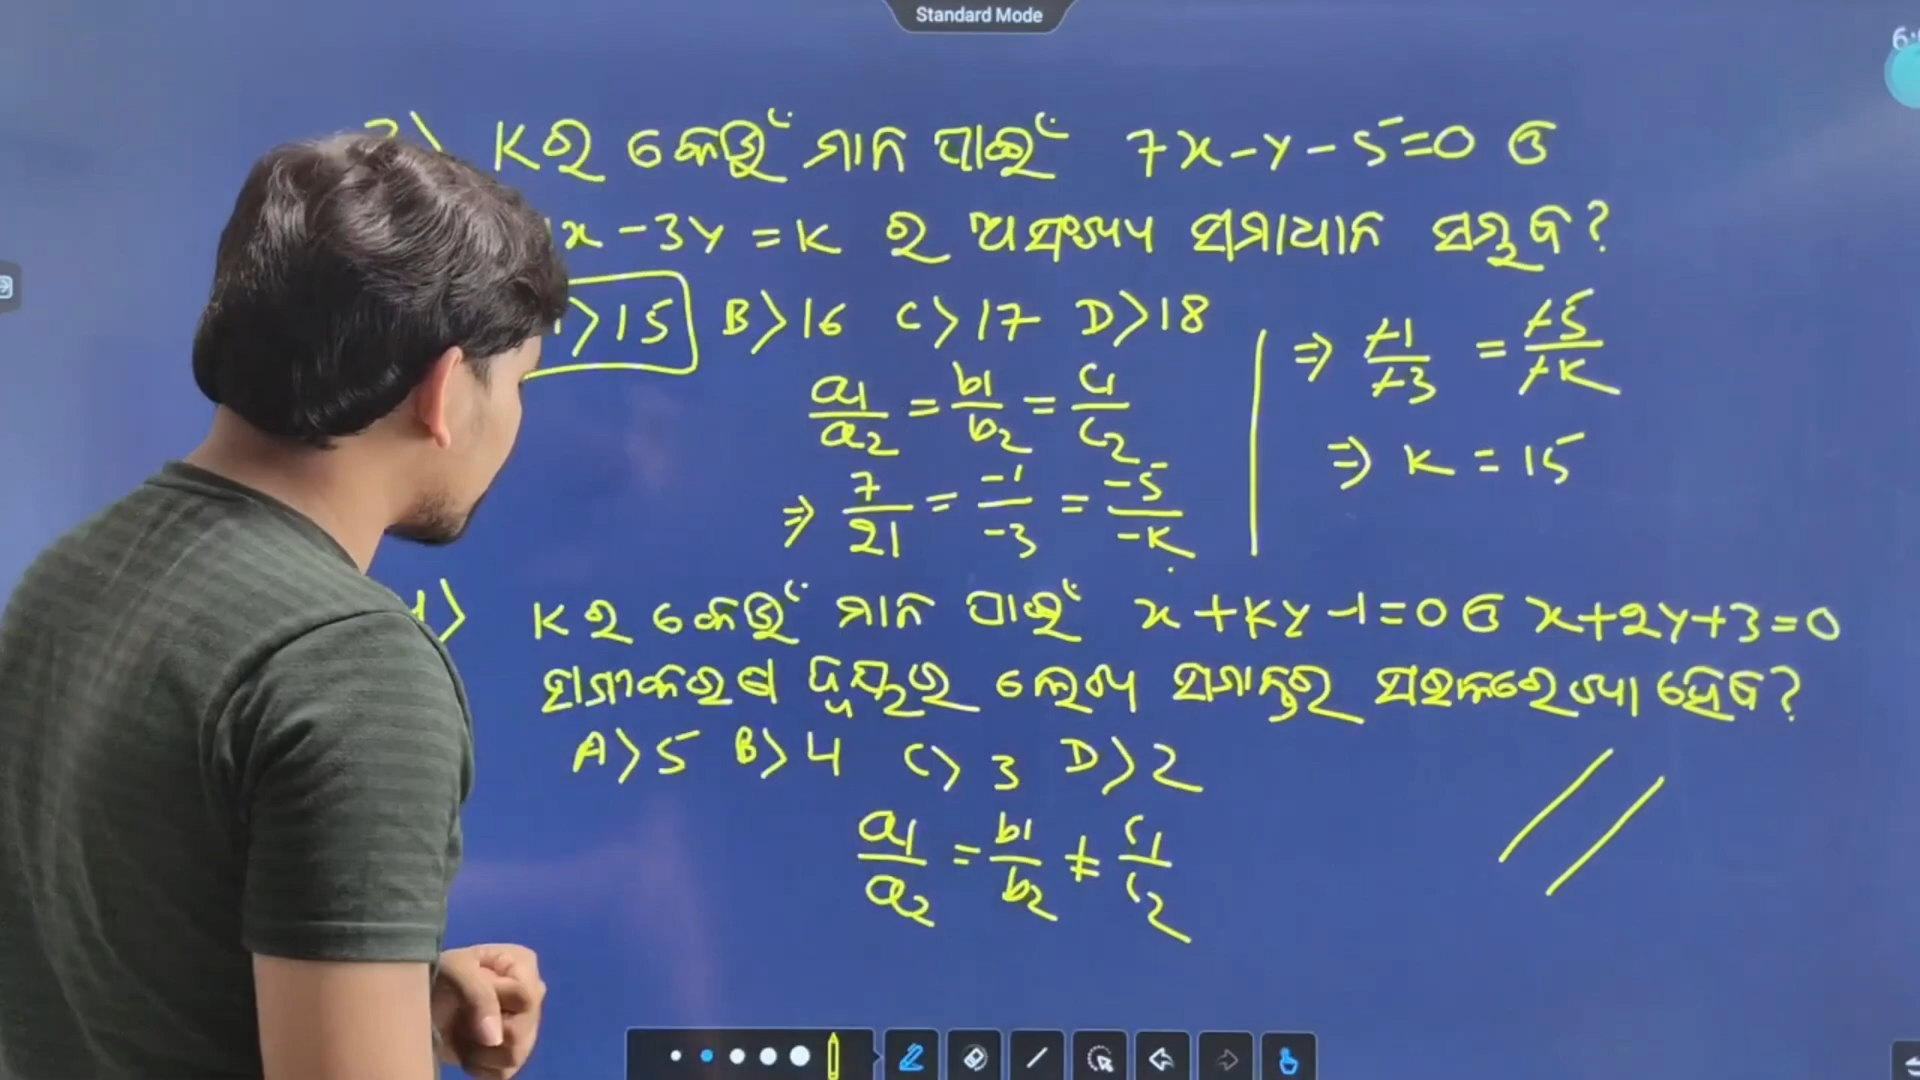 Standard Mode
Kର କେଉଁ ମାନ ପାଇଁ 7x-y-5=0 ଓ
x-3y=K ର ଅସଂଖ୍ୟ ସମାଧାନ ସମ୍ଭବ?
>15 B>16 C>17 D>18
a1/a2 = b1/b2 = c1/c2
⇒ 7/21 = -1/-3 = -5/-K
⇒ -1/-3 = -5/-K
⇒ K = 15
Kର କେଉଁ ମାନ ପାଇଁ x+Ky-1=0 ଓ x+2y+3=0
ସମୀକରଣ ଦ୍ୱୟର ଲେଖ ସମାନ୍ତର ସରଳରେଖା ହେବ?
A>5 B>4 C>3 D>2
a1/a2 = b1/b2 ≠ c1/c2